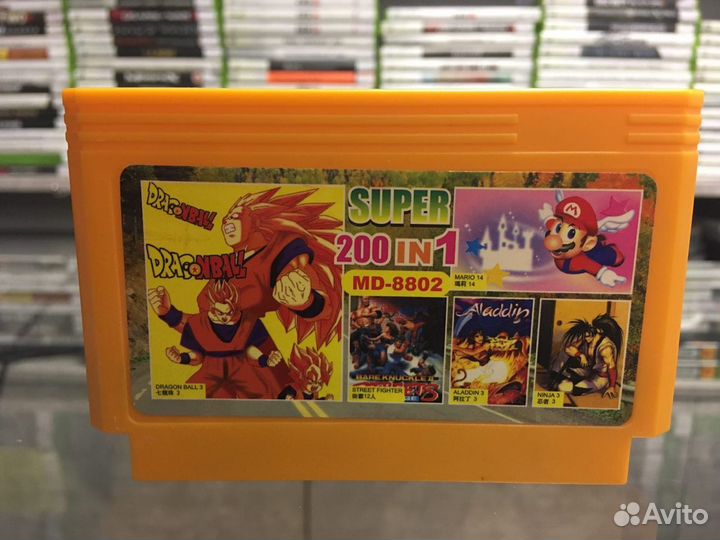 DRAGONBALL
DRAGONBALL
DRAGON BALL 3
七龍珠 3
SUPER
200 IN 1
MD-8802
MARIO 14
瑪莉 14
M
BARE KNUCKLE II
STREET FIGHTER
街霸12人
Aladdin
ALADDIN 3
阿拉丁 3
NINJA 3
忍者 3
Avito